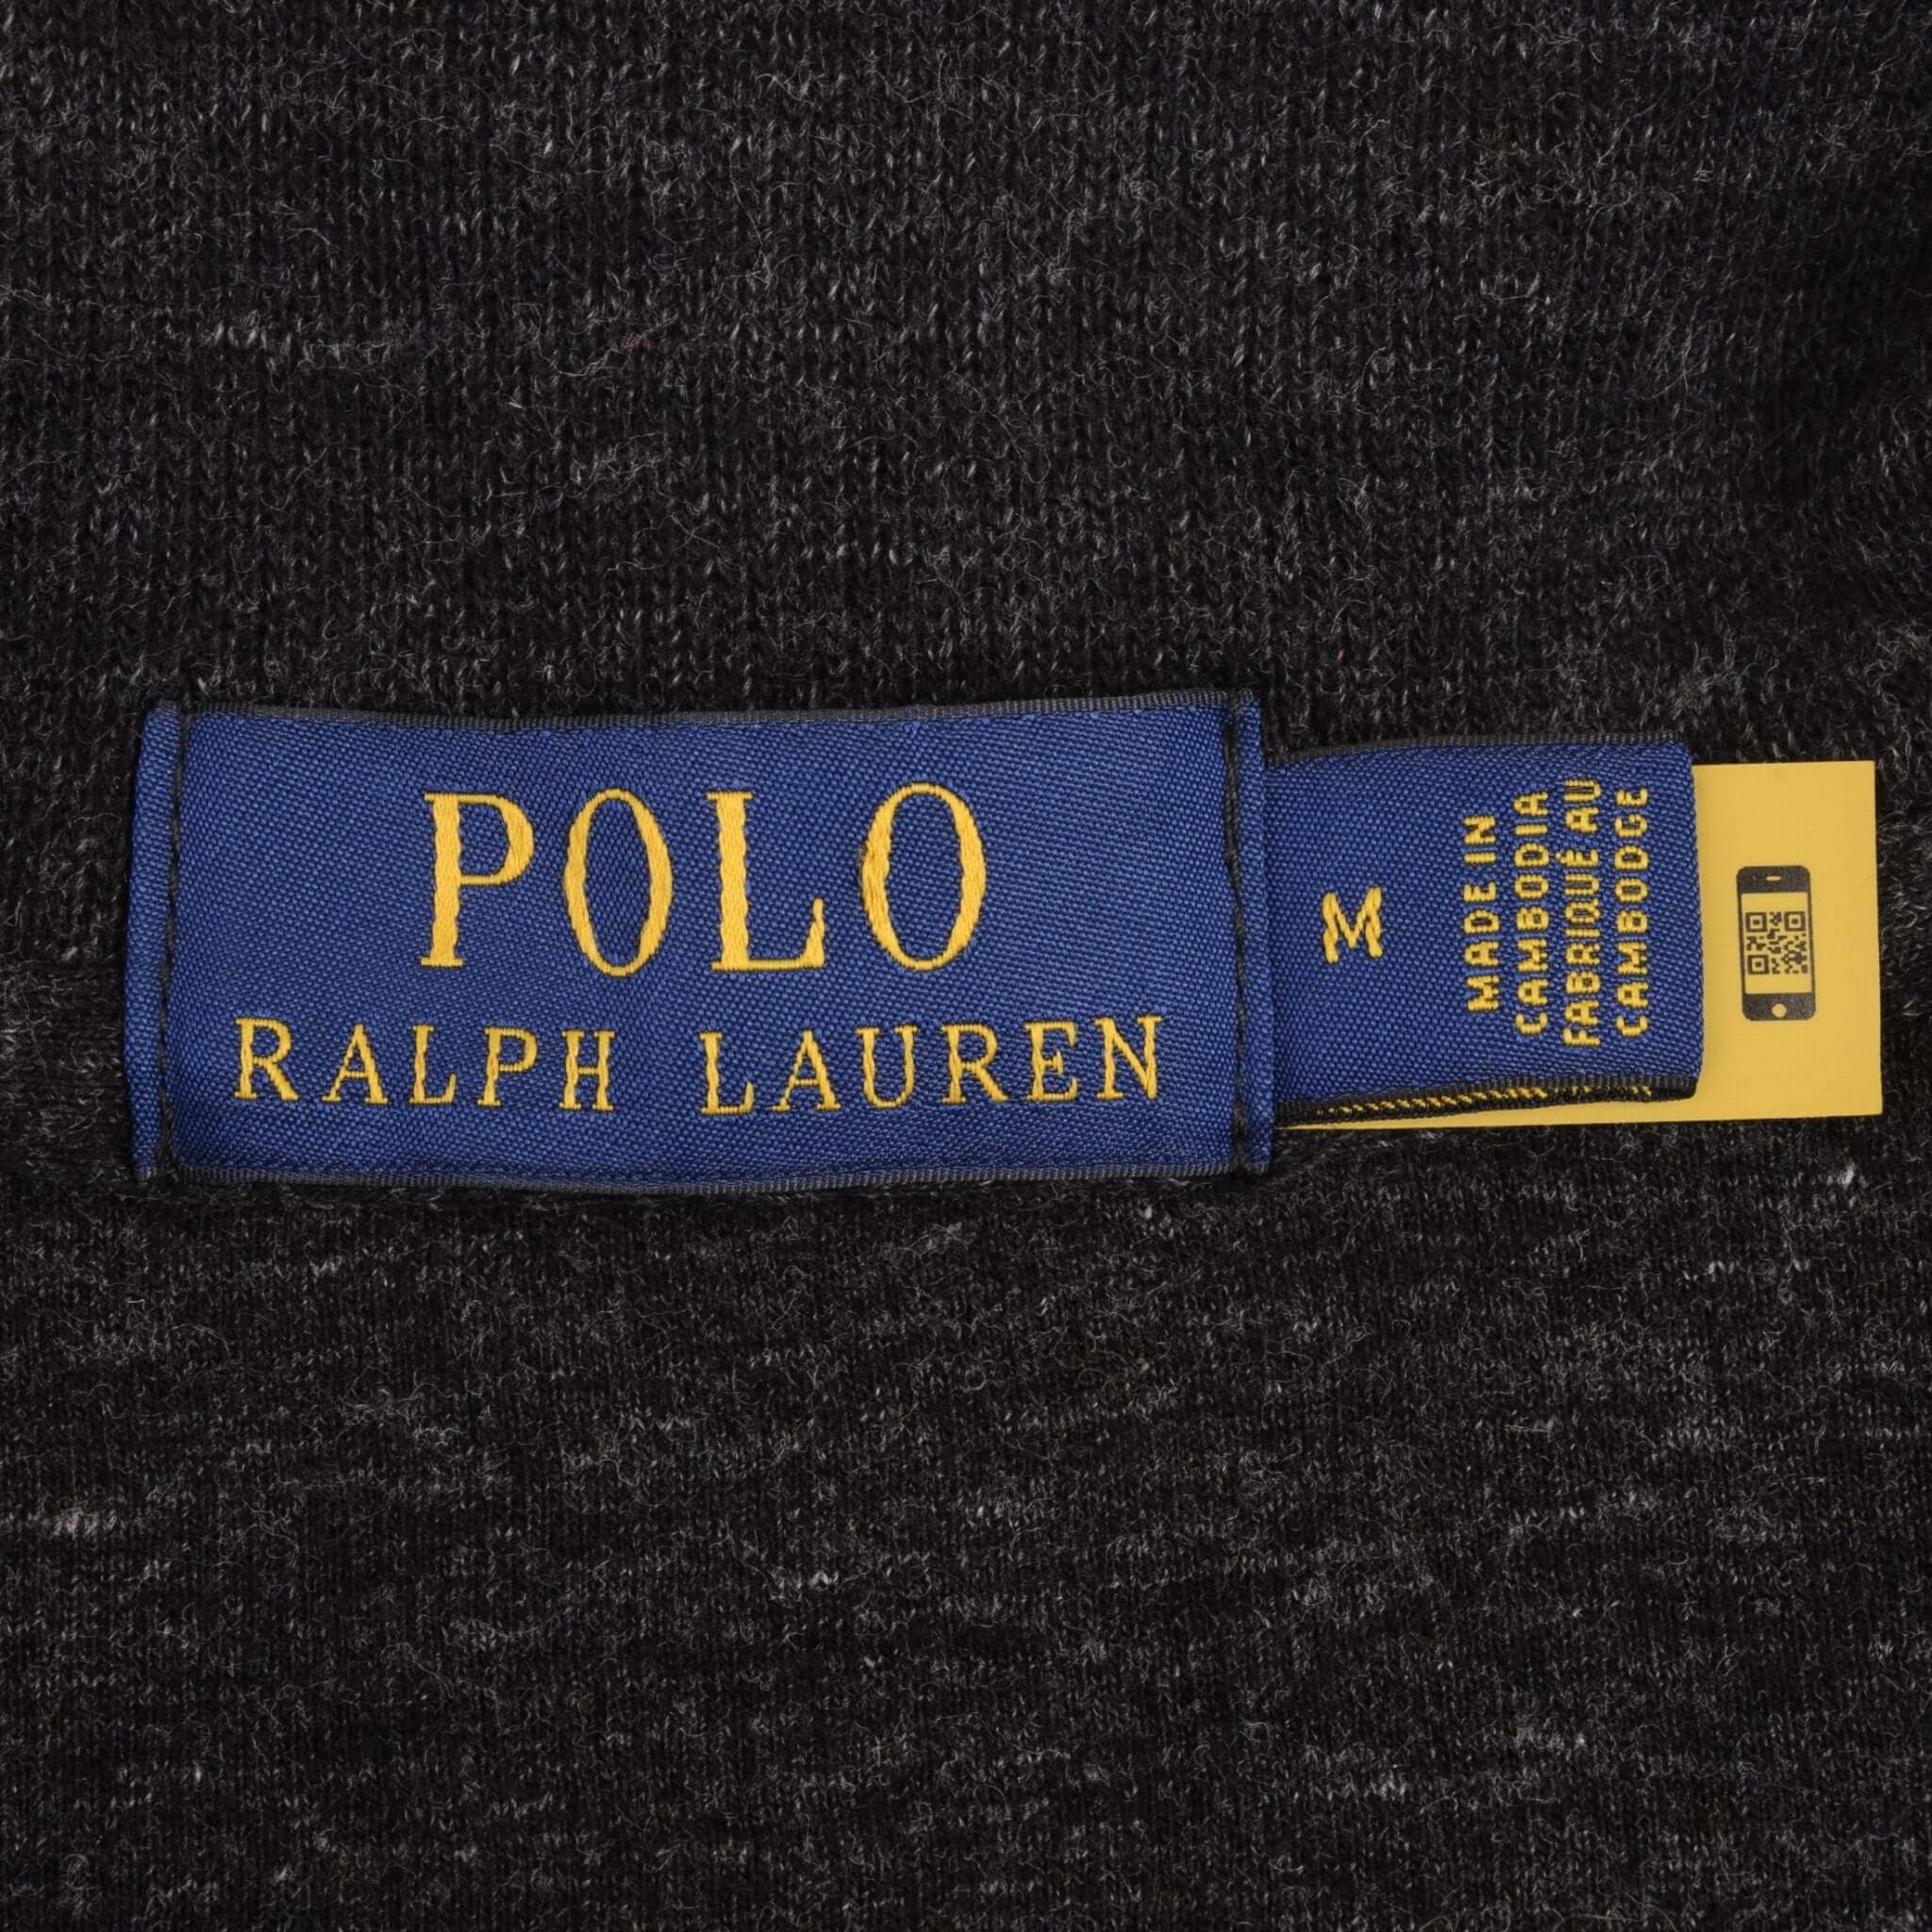 POLO
RALPH LAUREN
M
MADE IN
CAMBODIA
FABRIQUÉ AU
CAMBODGE